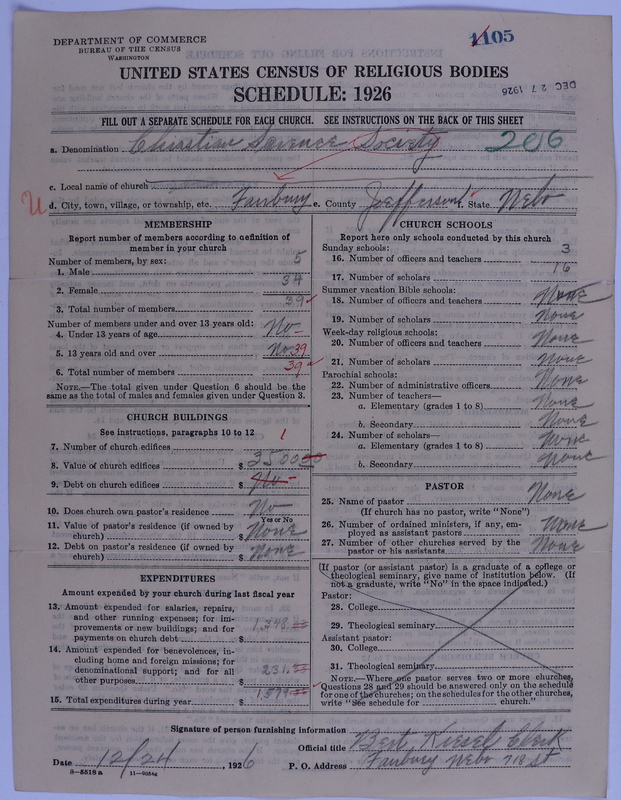 DEPARTMENT OF COMMERCE
BUREAU OF THE CENSUS
WASHINGTON
1105
UNITED STATES CENSUS OF RELIGIOUS BODIES
SCHEDULE: 1926
DEC 27 1926
FILL OUT A SEPARATE SCHEDULE FOR EACH CHURCH. SEE INSTRUCTIONS ON THE BACK OF THIS SHEET
a. Denomination Christian Science Society 206
c. Local name of church
d. City, town, village, or township, etc. Fairbury e. County Jefferson f. State Nebr
MEMBERSHIP
Report number of members according to definition of
member in your church
Number of members, by sex:
1. Male 5
2. Female 34
3. Total number of members 39
Number of members under and over 13 years old:
4. Under 13 years of age No
5. 13 years old and over No 39
6. Total number of members 39
NOTE.—The total given under Question 6 should be the
same as the total of males and females given under Question 3.
CHURCH BUILDINGS
See instructions, paragraphs 10 to 12
7. Number of church edifices 1
8. Value of church edifices $ 3500
9. Debt on church edifices $ No
10. Does church own pastor's residence? No
Yes or No
11. Value of pastor's residence (if owned by
church) $ None
12. Debt on pastor's residence (if owned by
church) $ None
EXPENDITURES
Amount expended by your church during last fiscal year
13. Amount expended for salaries, repairs,
and other running expenses; for im-
provements or new buildings; and for
payments on church debt $ 1,348.
14. Amount expended for benevolences, in-
cluding home and foreign missions; for
denominational support; and for all
other purposes $ 231.
15. Total expenditures during year $ 1,579
CHURCH SCHOOLS
Report here only schools conducted by this church
Sunday schools:
16. Number of officers and teachers 3
17. Number of scholars 16
Summer vacation Bible schools:
18. Number of officers and teachers None
19. Number of scholars None
Week-day religious schools:
20. Number of officers and teachers None
21. Number of scholars None
Parochial schools:
22. Number of administrative officers None
23. Number of teachers—
a. Elementary (grades 1 to 8) None
b. Secondary None
24. Number of scholars—
a. Elementary (grades 1 to 8) None
b. Secondary None
PASTOR
25. Name of pastor None
(If church has no pastor, write "None")
26. Number of ordained ministers, if any, em-
ployed as assistant pastors None
27. Number of other churches served by the
pastor or his assistants None
(If pastor (or assistant pastor) is a graduate of a college or
theological seminary, give name of institution below. (If
not a graduate, write "No" in the space indicated.)
Pastor:
28. College
29. Theological seminary
Assistant pastor:
30. College
31. Theological seminary
NOTE.—Where one pastor serves two or more churches,
Questions 28 and 29 should be answered only on the schedule
for one of the churches; on the schedules for the other churches,
write "See schedule for church."
Signature of person furnishing information Bert Kiesel
Official title Clerk
Date 12/24, 1926 P. O. Address Fairbury Nebr 718 St
8-5518 a 11-9054g